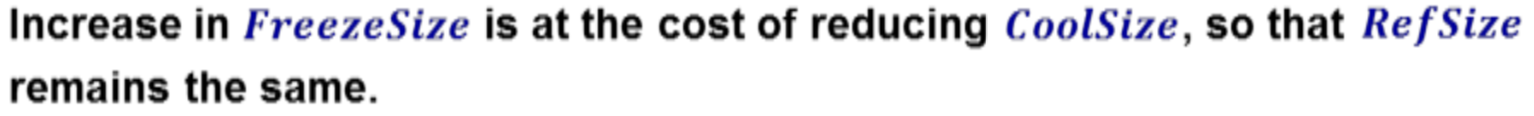 Increase in FreezeSize is at the cost of reducing CoolSize, so that RefSize
remains the same.